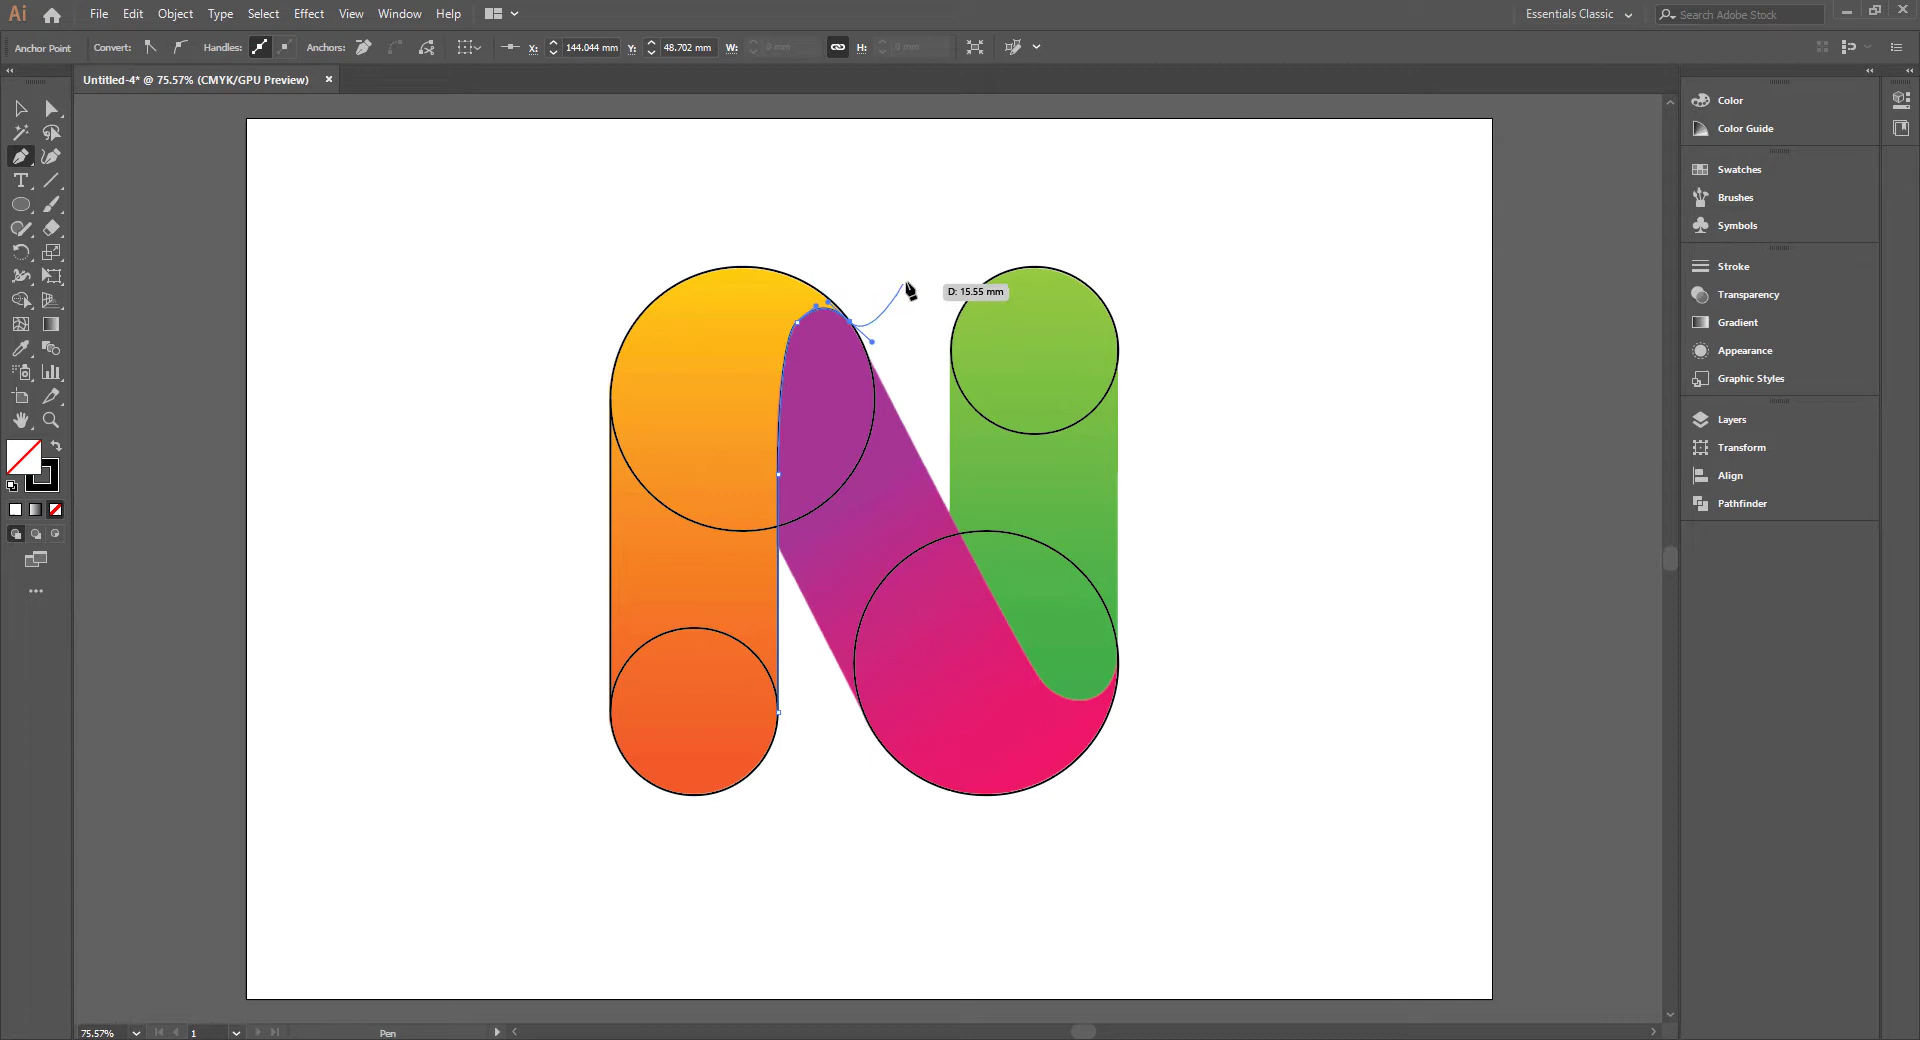 Ai File Edit Object Type Select Effect View Window Help Essentials Classic Search Adobe Stock
Anchor Point Convert: Handles: Anchors: X: 144.044 mm Y: 48.702 mm W: 0 mm H: 0 mm
Untitled-4* @ 75.57% (CMYK/GPU Preview)
Color
Color Guide
Swatches
Brushes
Symbols
Stroke
Transparency
Gradient
Appearance
Graphic Styles
Layers
Transform
Align
Pathfinder
D: 15.55 mm
75.57% 1 Pen